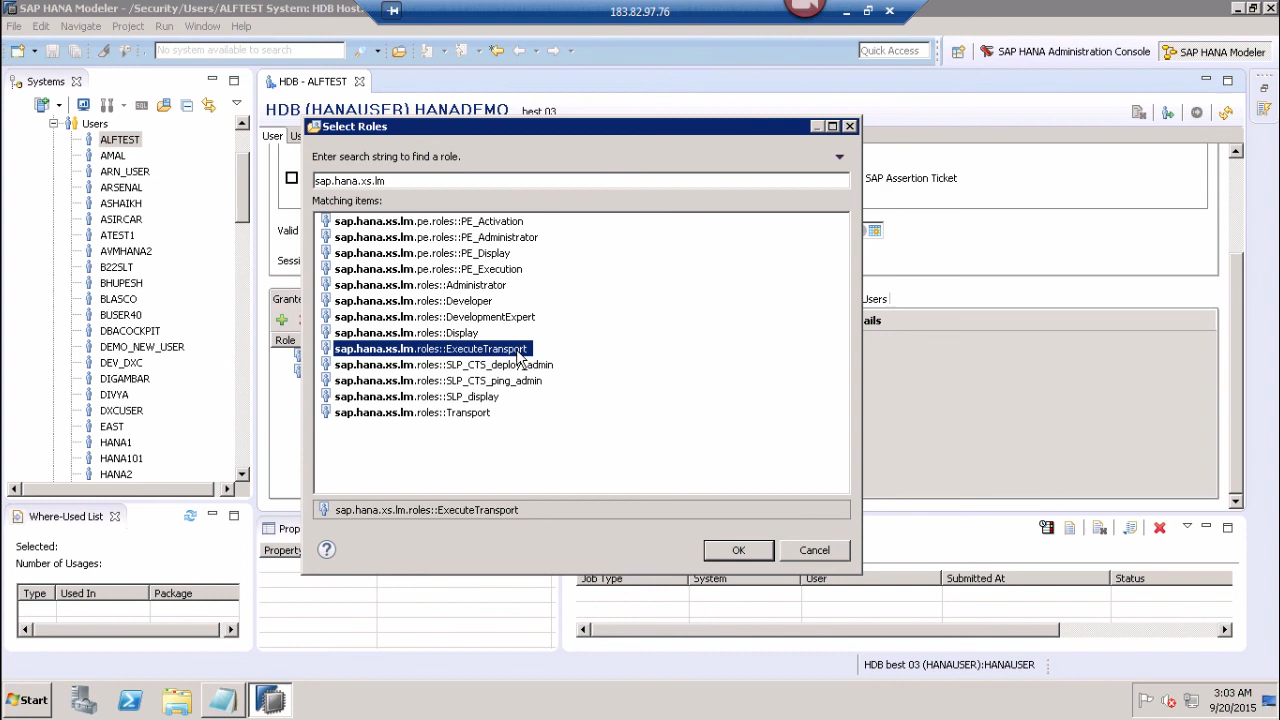 SAP HANA Modeler - /Security/Users/ALFTEST System: HDB Host:
183.82.97.76
File Edit Navigate Project Run Window Help
No system available to search
Quick Access
SAP HANA Administration Console
SAP HANA Modeler
Systems
HDB - ALFTEST
Users
ALFTEST
AMAL
ARN_USER
ARSENAL
ASHAIKH
ASIRCAR
ATEST1
AVMHANA2
B22SLT
BHUPESH
BLASCO
BUSER40
DBACOCKPIT
DEMO_NEW_USER
DEV_DXC
DIGAMBAR
DIVYA
DXCUSER
EAST
HANA1
HANA101
HANA2
HDB (HANAUSER) HANADEMO best 03
User Us
SAP Assertion Ticket
Valid
Sessi
Grante
Role
Users
ails
Select Roles
Enter search string to find a role.
sap.hana.xs.lm
Matching items:
sap.hana.xs.lm.pe.roles::PE_Activation
sap.hana.xs.lm.pe.roles::PE_Administrator
sap.hana.xs.lm.pe.roles::PE_Display
sap.hana.xs.lm.pe.roles::PE_Execution
sap.hana.xs.lm.roles::Administrator
sap.hana.xs.lm.roles::Developer
sap.hana.xs.lm.roles::DevelopmentExpert
sap.hana.xs.lm.roles::Display
sap.hana.xs.lm.roles::ExecuteTransport
sap.hana.xs.lm.roles::SLP_CTS_deploy_admin
sap.hana.xs.lm.roles::SLP_CTS_ping_admin
sap.hana.xs.lm.roles::SLP_display
sap.hana.xs.lm.roles::Transport
sap.hana.xs.lm.roles::ExecuteTransport
? OK Cancel
Where-Used List
Selected:
Number of Usages:
Type Used In Package
Prop
Property
Job Type System User Submitted At Status
HDB best 03 (HANAUSER):HANAUSER
Start
3:03 AM
9/20/2015